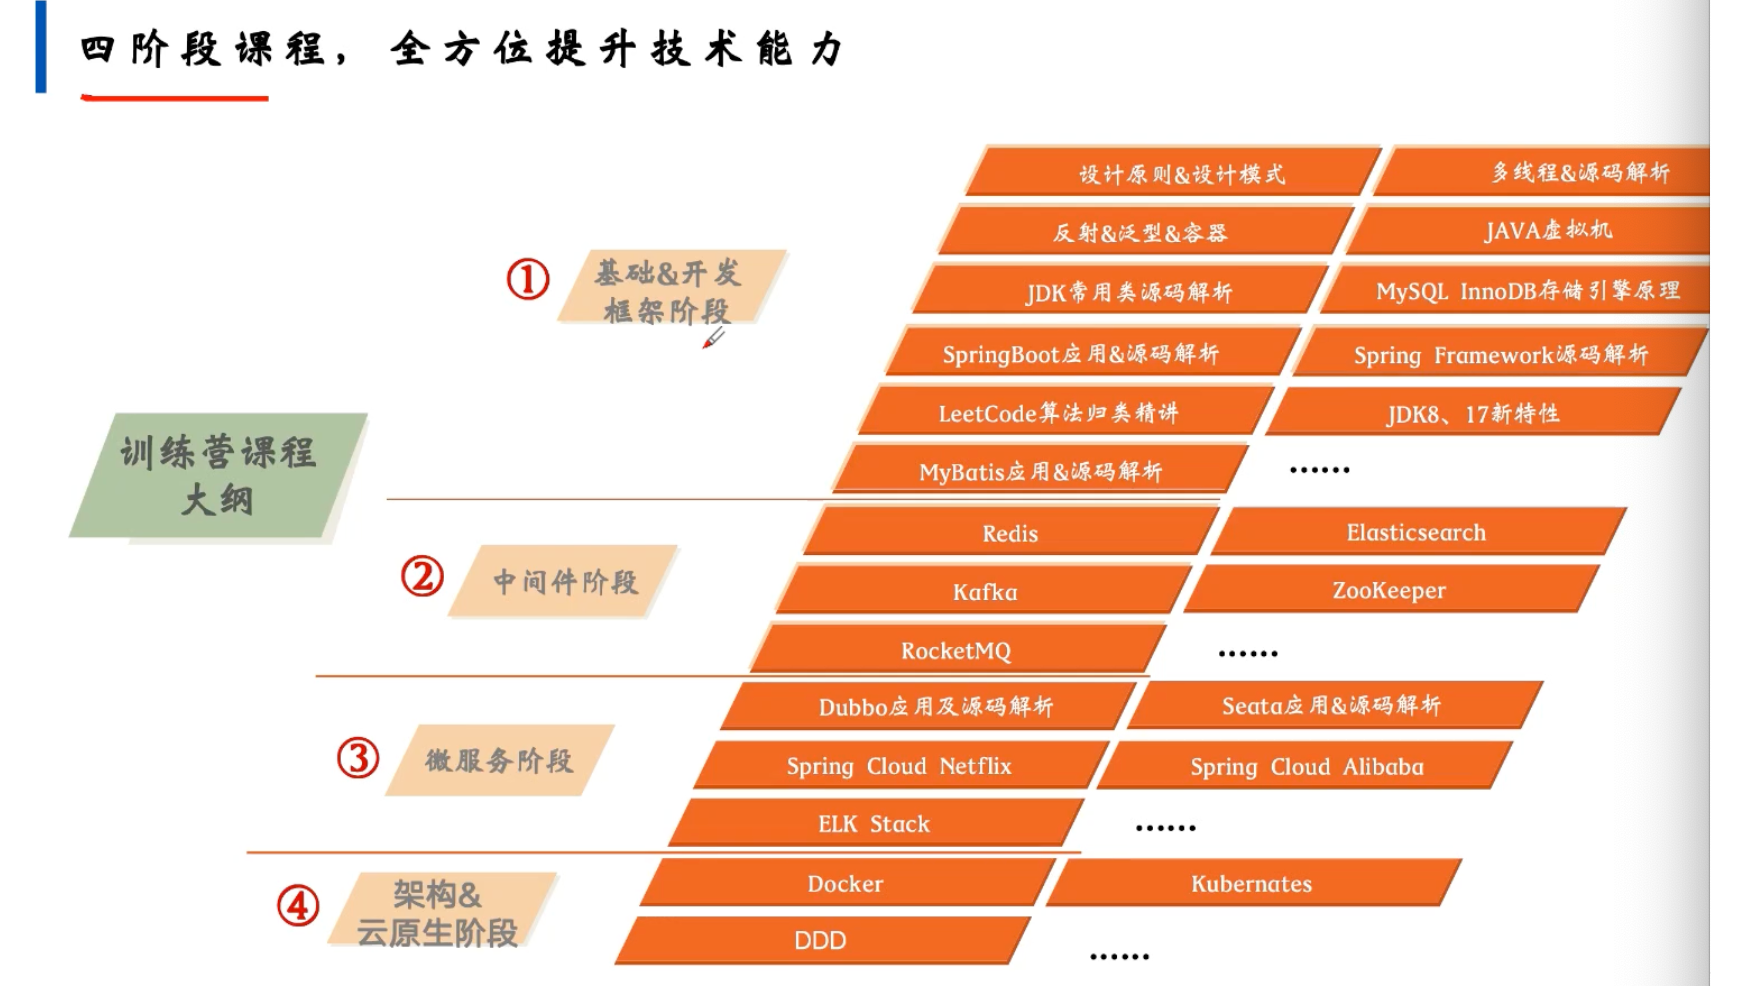 四阶段课程，全方位提升技术能力
训练营课程
大纲
①
基础&开发
框架阶段
设计原则&设计模式
多线程&源码解析
反射&泛型&容器
JAVA虚拟机
JDK常用类源码解析
MySQL InnoDB存储引擎原理
SpringBoot应用&源码解析
Spring Framework源码解析
LeetCode算法归类精讲
JDK8、17新特性
MyBatis应用&源码解析
......
②
中间件阶段
Redis
Elasticsearch
Kafka
ZooKeeper
RocketMQ
......
③
微服务阶段
Dubbo应用及源码解析
Seata应用&源码解析
Spring Cloud Netflix
Spring Cloud Alibaba
ELK Stack
......
④
架构&
云原生阶段
Docker
Kubernates
DDD
......